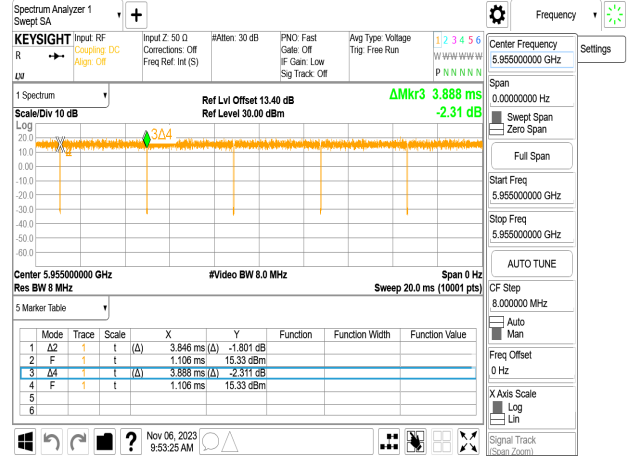 Spectrum Analyzer 1
Swept SA
Frequency
KEYSIGHT
R
LXI
Input: RF
Coupling: DC
Align: Off
Input Z: 50 Ω
Corrections: Off
Freq Ref: Int (S)
#Atten: 30 dB
PNO: Fast
Gate: Off
IF Gain: Low
Sig Track: Off
Avg Type: Voltage
Trig: Free Run
1 2 3 4 5 6
W W W W W W
P N N N N N
1 Spectrum
Scale/Div 10 dB
Ref Lvl Offset 13.40 dB
Ref Level 30.00 dBm
ΔMkr3 3.888 ms
-2.31 dB
Log
20.0
10.0
0.00
-10.0
-20.0
-30.0
-40.0
-50.0
-60.0
3Δ4
Center 5.955000000 GHz
Res BW 8 MHz
#Video BW 8.0 MHz
Span 0 Hz
Sweep 20.0 ms (10001 pts)
5 Marker Table
Mode Trace Scale X Y Function Function Width Function Value
1 Δ2 1 t (Δ) 3.846 ms (Δ) -1.801 dB
2 F 1 t 1.106 ms 15.33 dBm
3 Δ4 1 t (Δ) 3.888 ms (Δ) -2.311 dB
4 F 1 t 1.106 ms 15.33 dBm
5
6
Nov 06, 2023
9:53:25 AM
Center Frequency
5.955000000 GHz
Settings
Span
0.00000000 Hz
Swept Span
Zero Span
Full Span
Start Freq
5.955000000 GHz
Stop Freq
5.955000000 GHz
AUTO TUNE
CF Step
8.000000 MHz
Auto
Man
Freq Offset
0 Hz
X Axis Scale
Log
Lin
Signal Track
(Span Zoom)